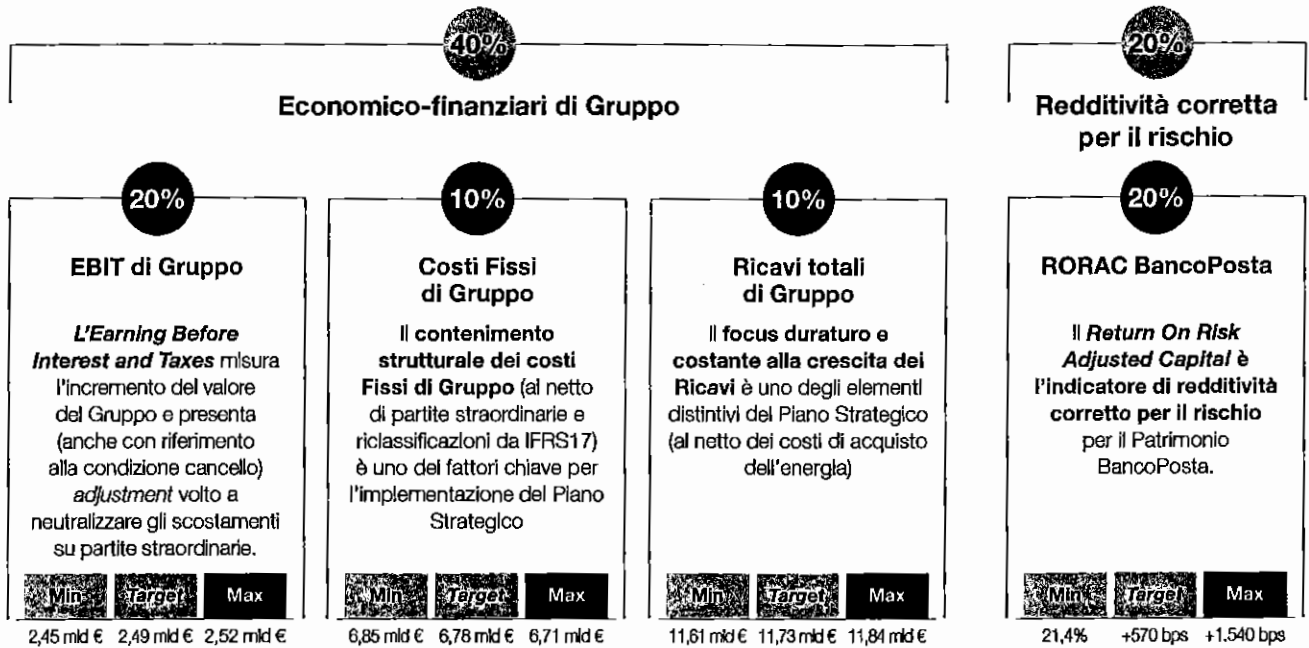 40%
Economico-finanziari di Gruppo
20%
Redditività corretta
per il rischio
20%
EBIT di Gruppo
L'Earning Before
Interest and Taxes misura
l'incremento del valore
del Gruppo e presenta
(anche con riferimento
alla condizione cancello)
adjustment volto a
neutralizzare gli scostamenti
su partite straordinarie.
Min Target Max
2,45 mld € 2,49 mld € 2,52 mld €
10%
Costi Fissi
di Gruppo
Il contenimento
strutturale dei costi
Fissi di Gruppo (al netto
di partite straordinarie e
riclassificazioni da IFRS17)
è uno dei fattori chiave per
l'implementazione del Piano
Strategico
Min Target Max
6,85 mld € 6,78 mld € 6,71 mld €
10%
Ricavi totali
di Gruppo
Il focus duraturo e
costante alla crescita dei
Ricavi è uno degli elementi
distintivi del Piano Strategico
(al netto dei costi di acquisto
dell'energia)
Min Target Max
11,61 mld € 11,73 mld € 11,84 mld €
20%
RORAC BancoPosta
Il Return On Risk
Adjusted Capital è
l'indicatore di redditività
corretto per il rischio
per il Patrimonio
BancoPosta.
Min Target Max
21,4% +570 bps +1.540 bps